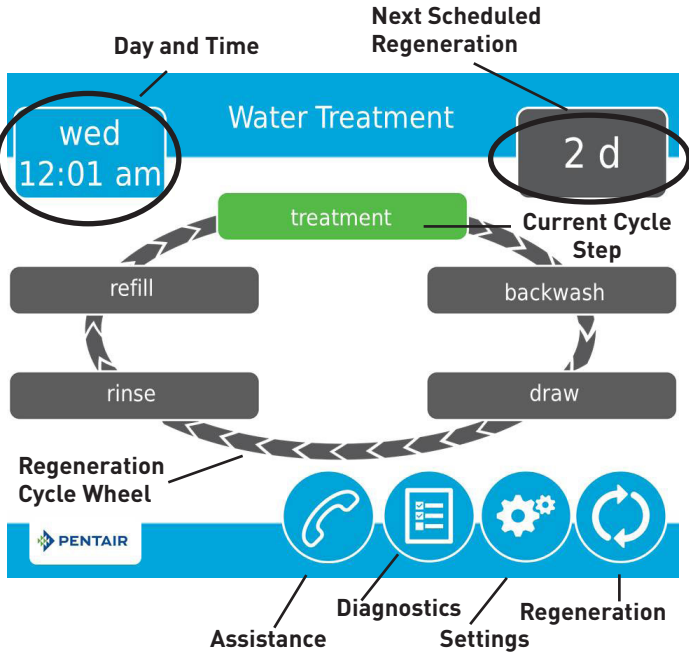 Next Scheduled
Regeneration
Day and Time
wed
12:01 am
Water Treatment
2 d
treatment
Current Cycle
Step
refill
backwash
rinse
draw
Regeneration
Cycle Wheel
PENTAIR
Diagnostics
Regeneration
Assistance
Settings